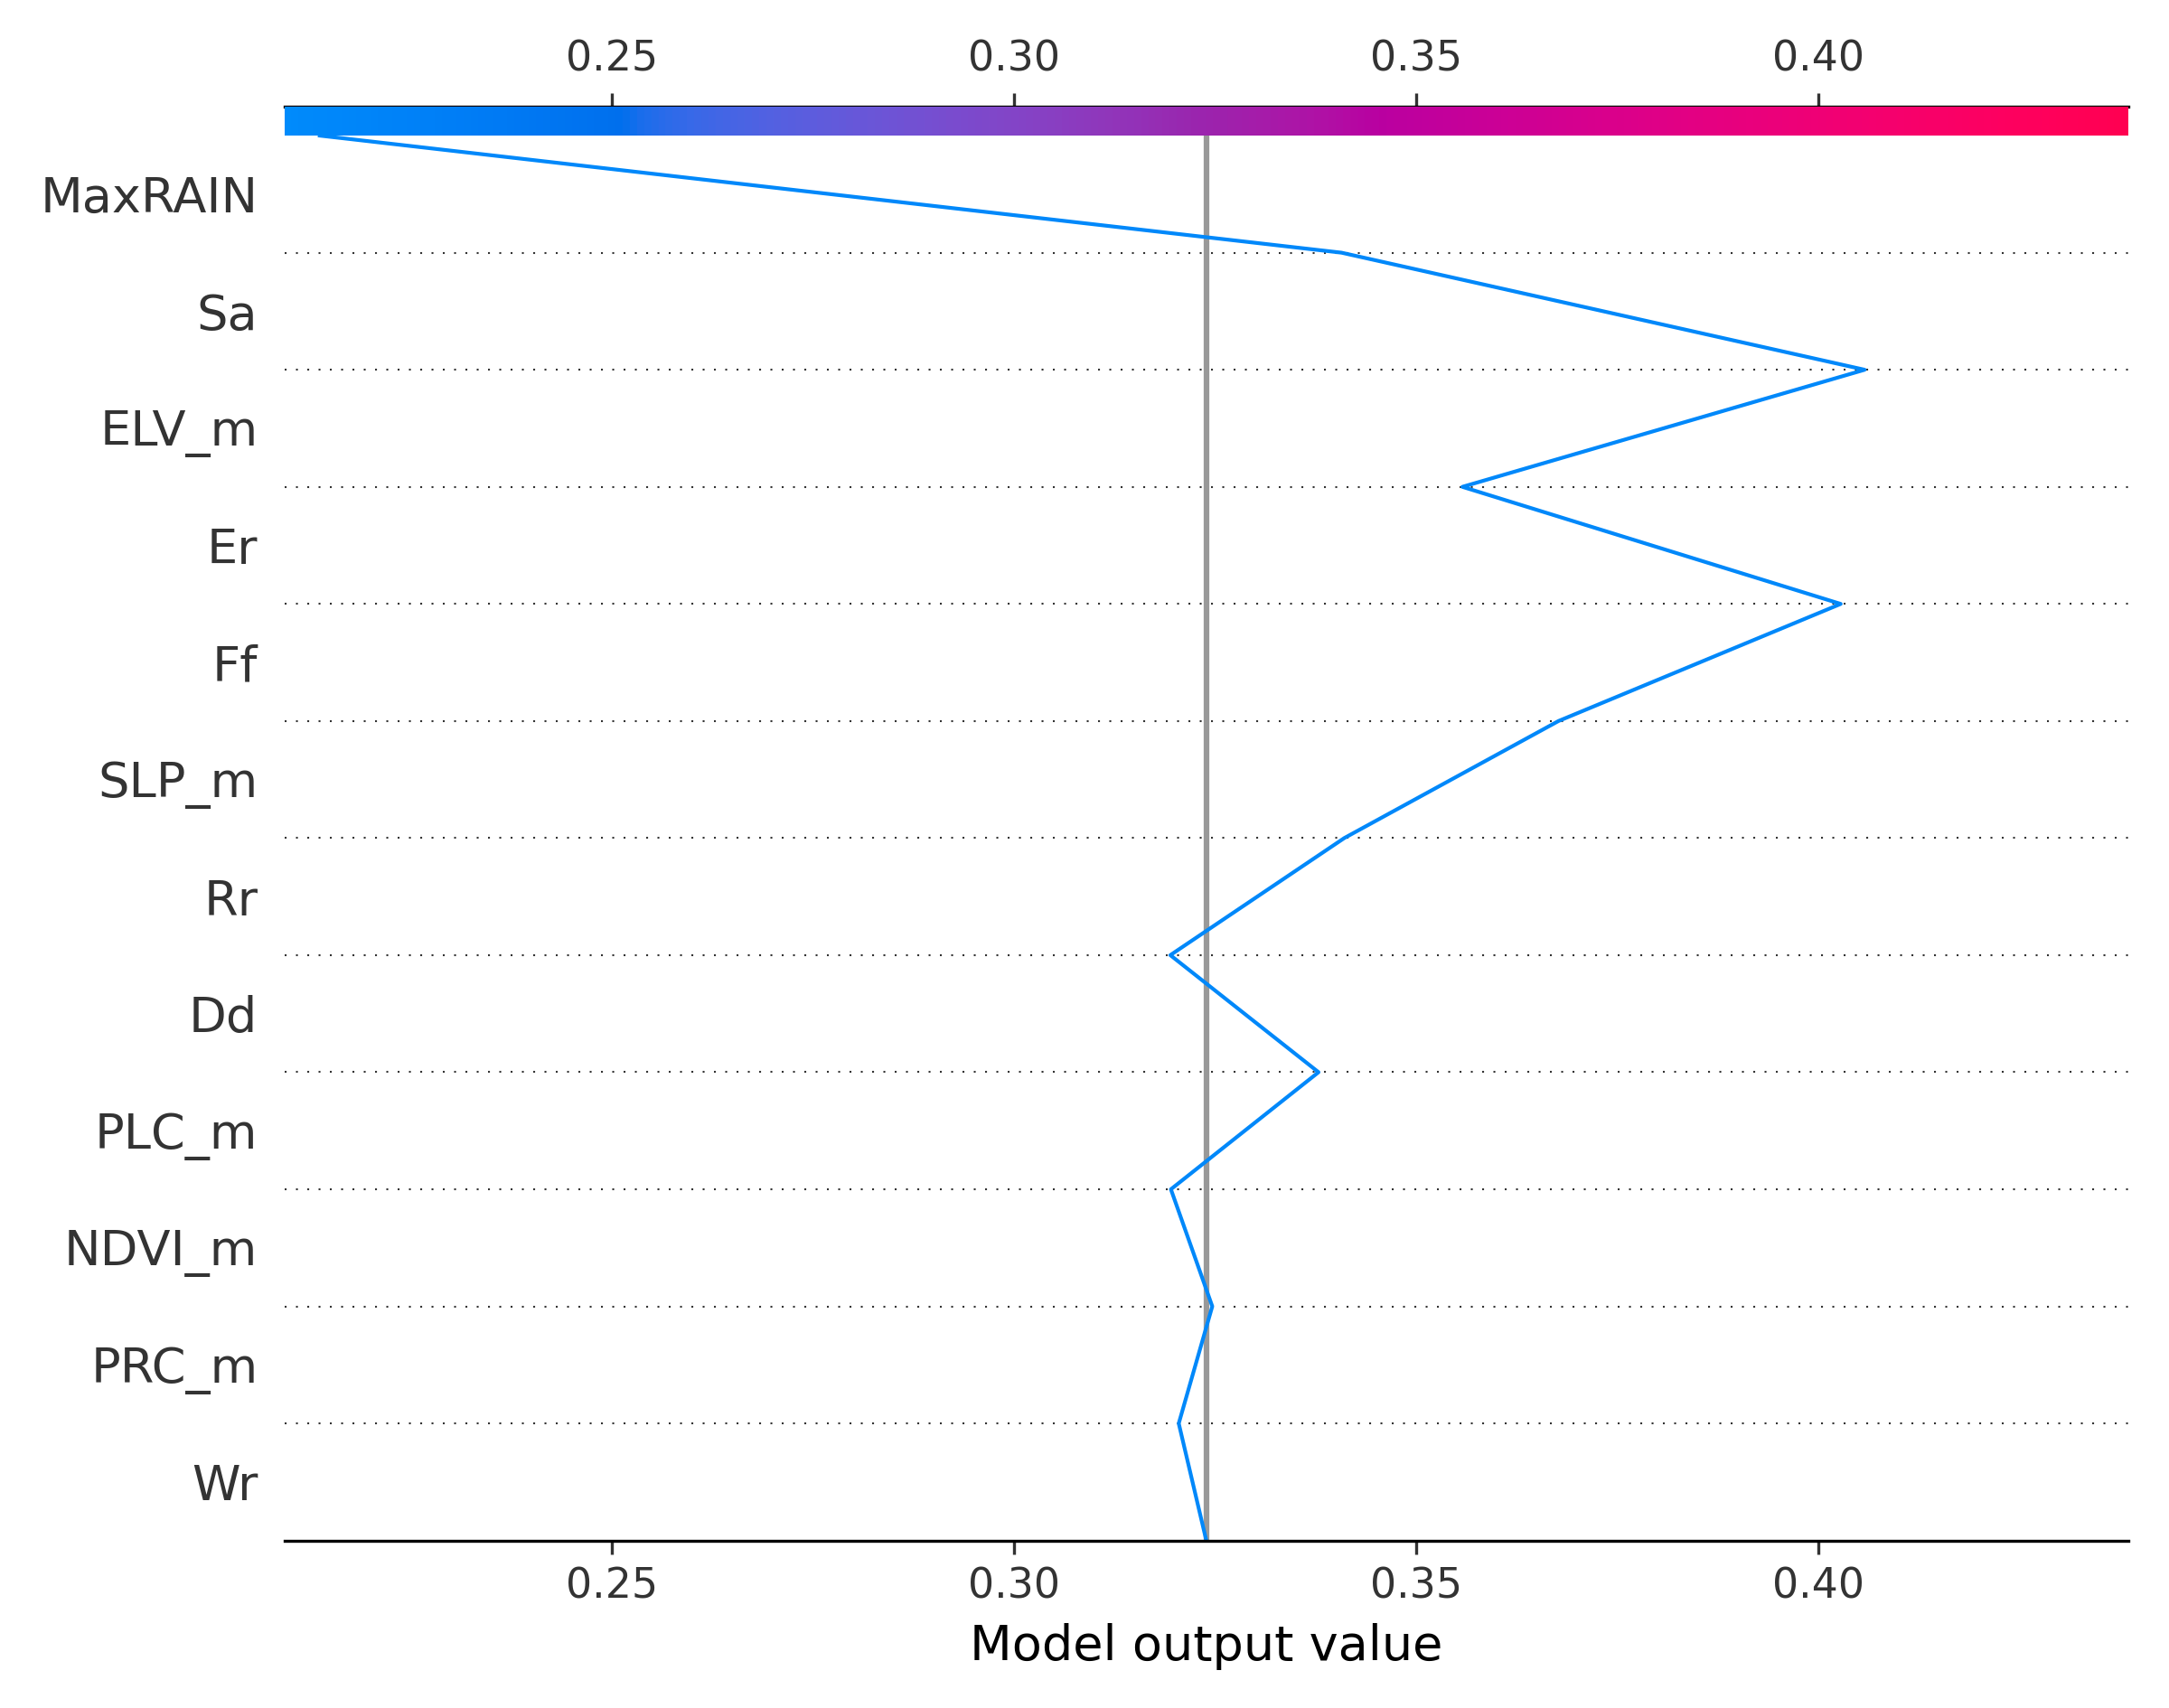 0.25 0.30 0.35 0.40
MaxRAIN
Sa
ELV_m
Er
Ff
SLP_m
Rr
Dd
PLC_m
NDVI_m
PRC_m
Wr
0.25 0.30 0.35 0.40
Model output value